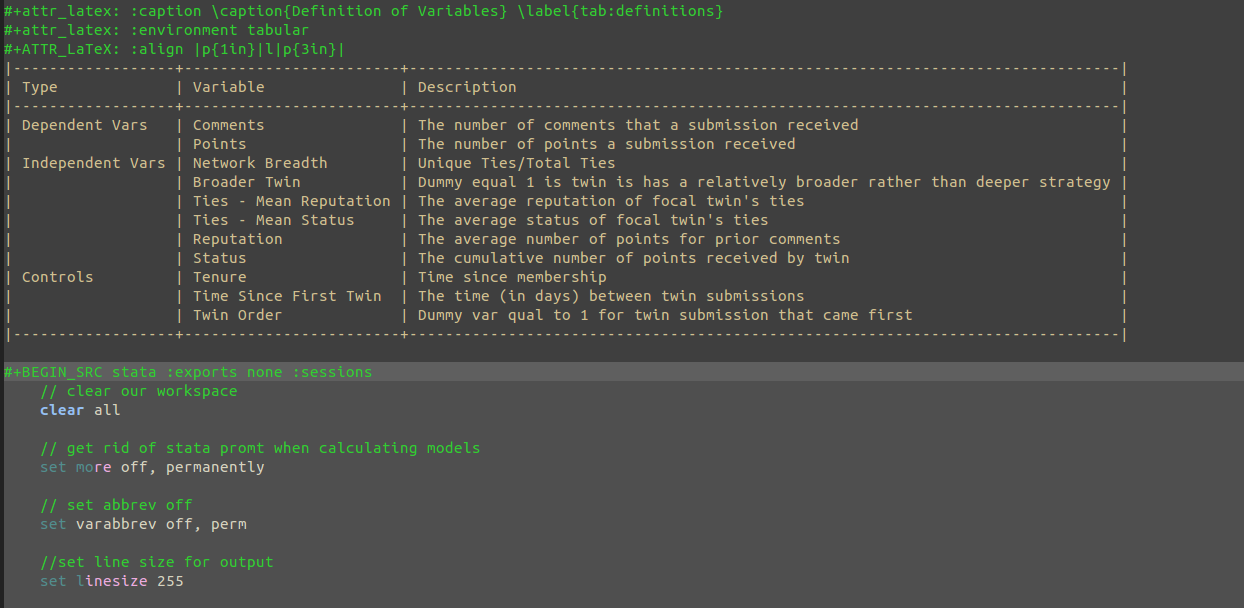 #+attr_latex: :caption \caption{Definition of Variables} \label{tab:definitions}
#+attr_latex: :environment tabular
#+ATTR_LaTeX: :align |p{1in}|l|p{3in}|
|------------------+------------------------+-------------------------------------------------------------------------------|
| Type             | Variable               | Description                                                                   |
|------------------+------------------------+-------------------------------------------------------------------------------|
| Dependent Vars   | Comments               | The number of comments that a submission received                             |
|                  | Points                 | The number of points a submission received                                    |
| Independent Vars | Network Breadth        | Unique Ties/Total Ties                                                        |
|                  | Broader Twin           | Dummy equal 1 is twin is has a relatively broader rather than deeper strategy |
|                  | Ties - Mean Reputation | The average reputation of focal twin's ties                                   |
|                  | Ties - Mean Status     | The average status of focal twin's ties                                       |
|                  | Reputation             | The average number of points for prior comments                               |
|                  | Status                 | The cumulative number of points received by twin                              |
| Controls         | Tenure                 | Time since membership                                                         |
|                  | Time Since First Twin  | The time (in days) between twin submissions                                   |
|                  | Twin Order             | Dummy var qual to 1 for twin submission that came first                       |
|------------------+------------------------+-------------------------------------------------------------------------------|
#+BEGIN_SRC stata :exports none :sessions
    // clear our workspace
    clear all
    // get rid of stata promt when calculating models
    set more off, permanently
    // set abbrev off
    set varabbrev off, perm
    //set line size for output
    set linesize 255